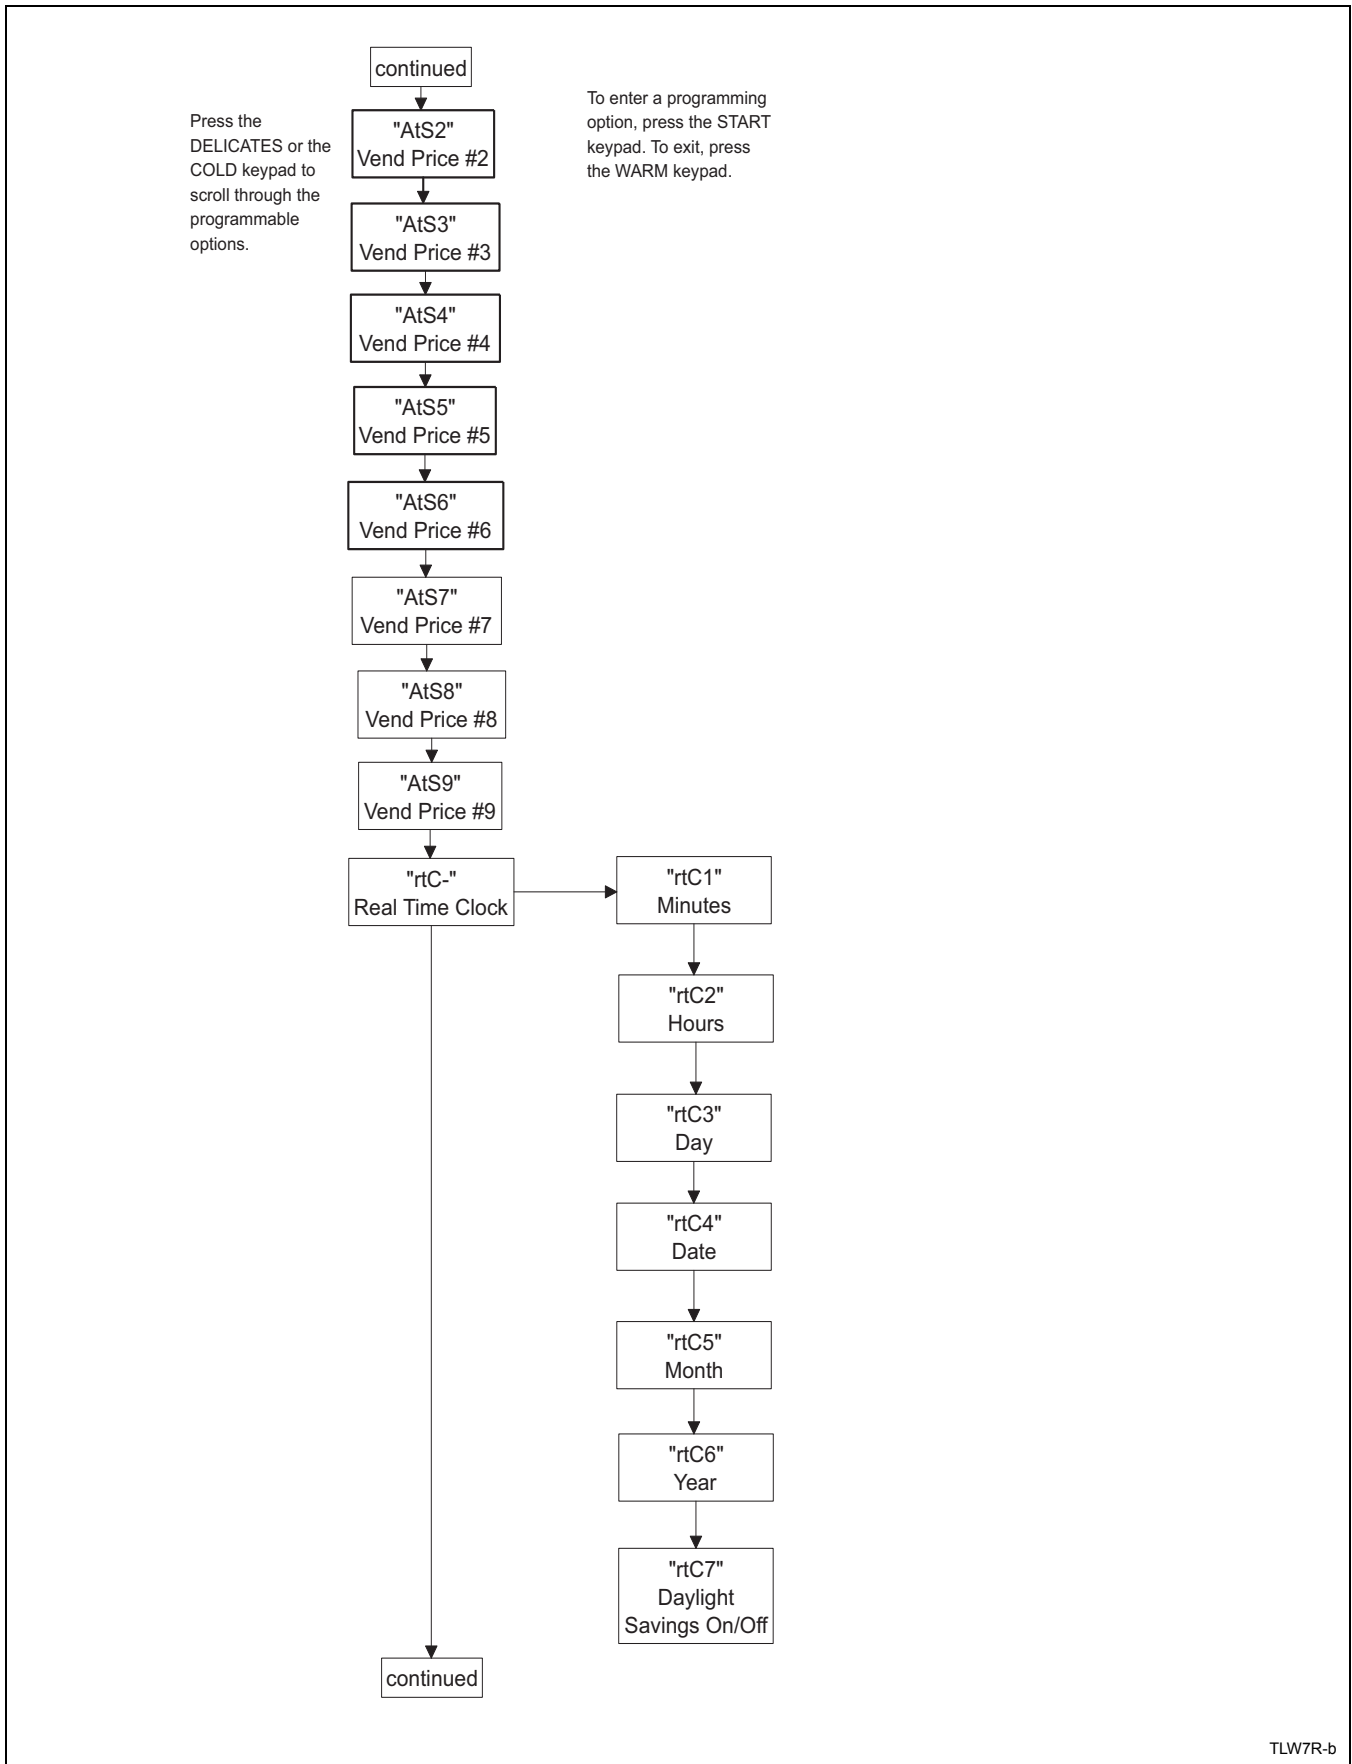 continued
Press the
DELICATES or the
COLD keypad to
scroll through the
programmable
options.
To enter a programming
option, press the START
keypad. To exit, press
the WARM keypad.
"AtS2"
Vend Price #2
"AtS3"
Vend Price #3
"AtS4"
Vend Price #4
"AtS5"
Vend Price #5
"AtS6"
Vend Price #6
"AtS7"
Vend Price #7
"AtS8"
Vend Price #8
"AtS9"
Vend Price #9
"rtC-"
Real Time Clock
"rtC1"
Minutes
"rtC2"
Hours
"rtC3"
Day
"rtC4"
Date
"rtC5"
Month
"rtC6"
Year
"rtC7"
Daylight
Savings On/Off
continued
TLW7R-b